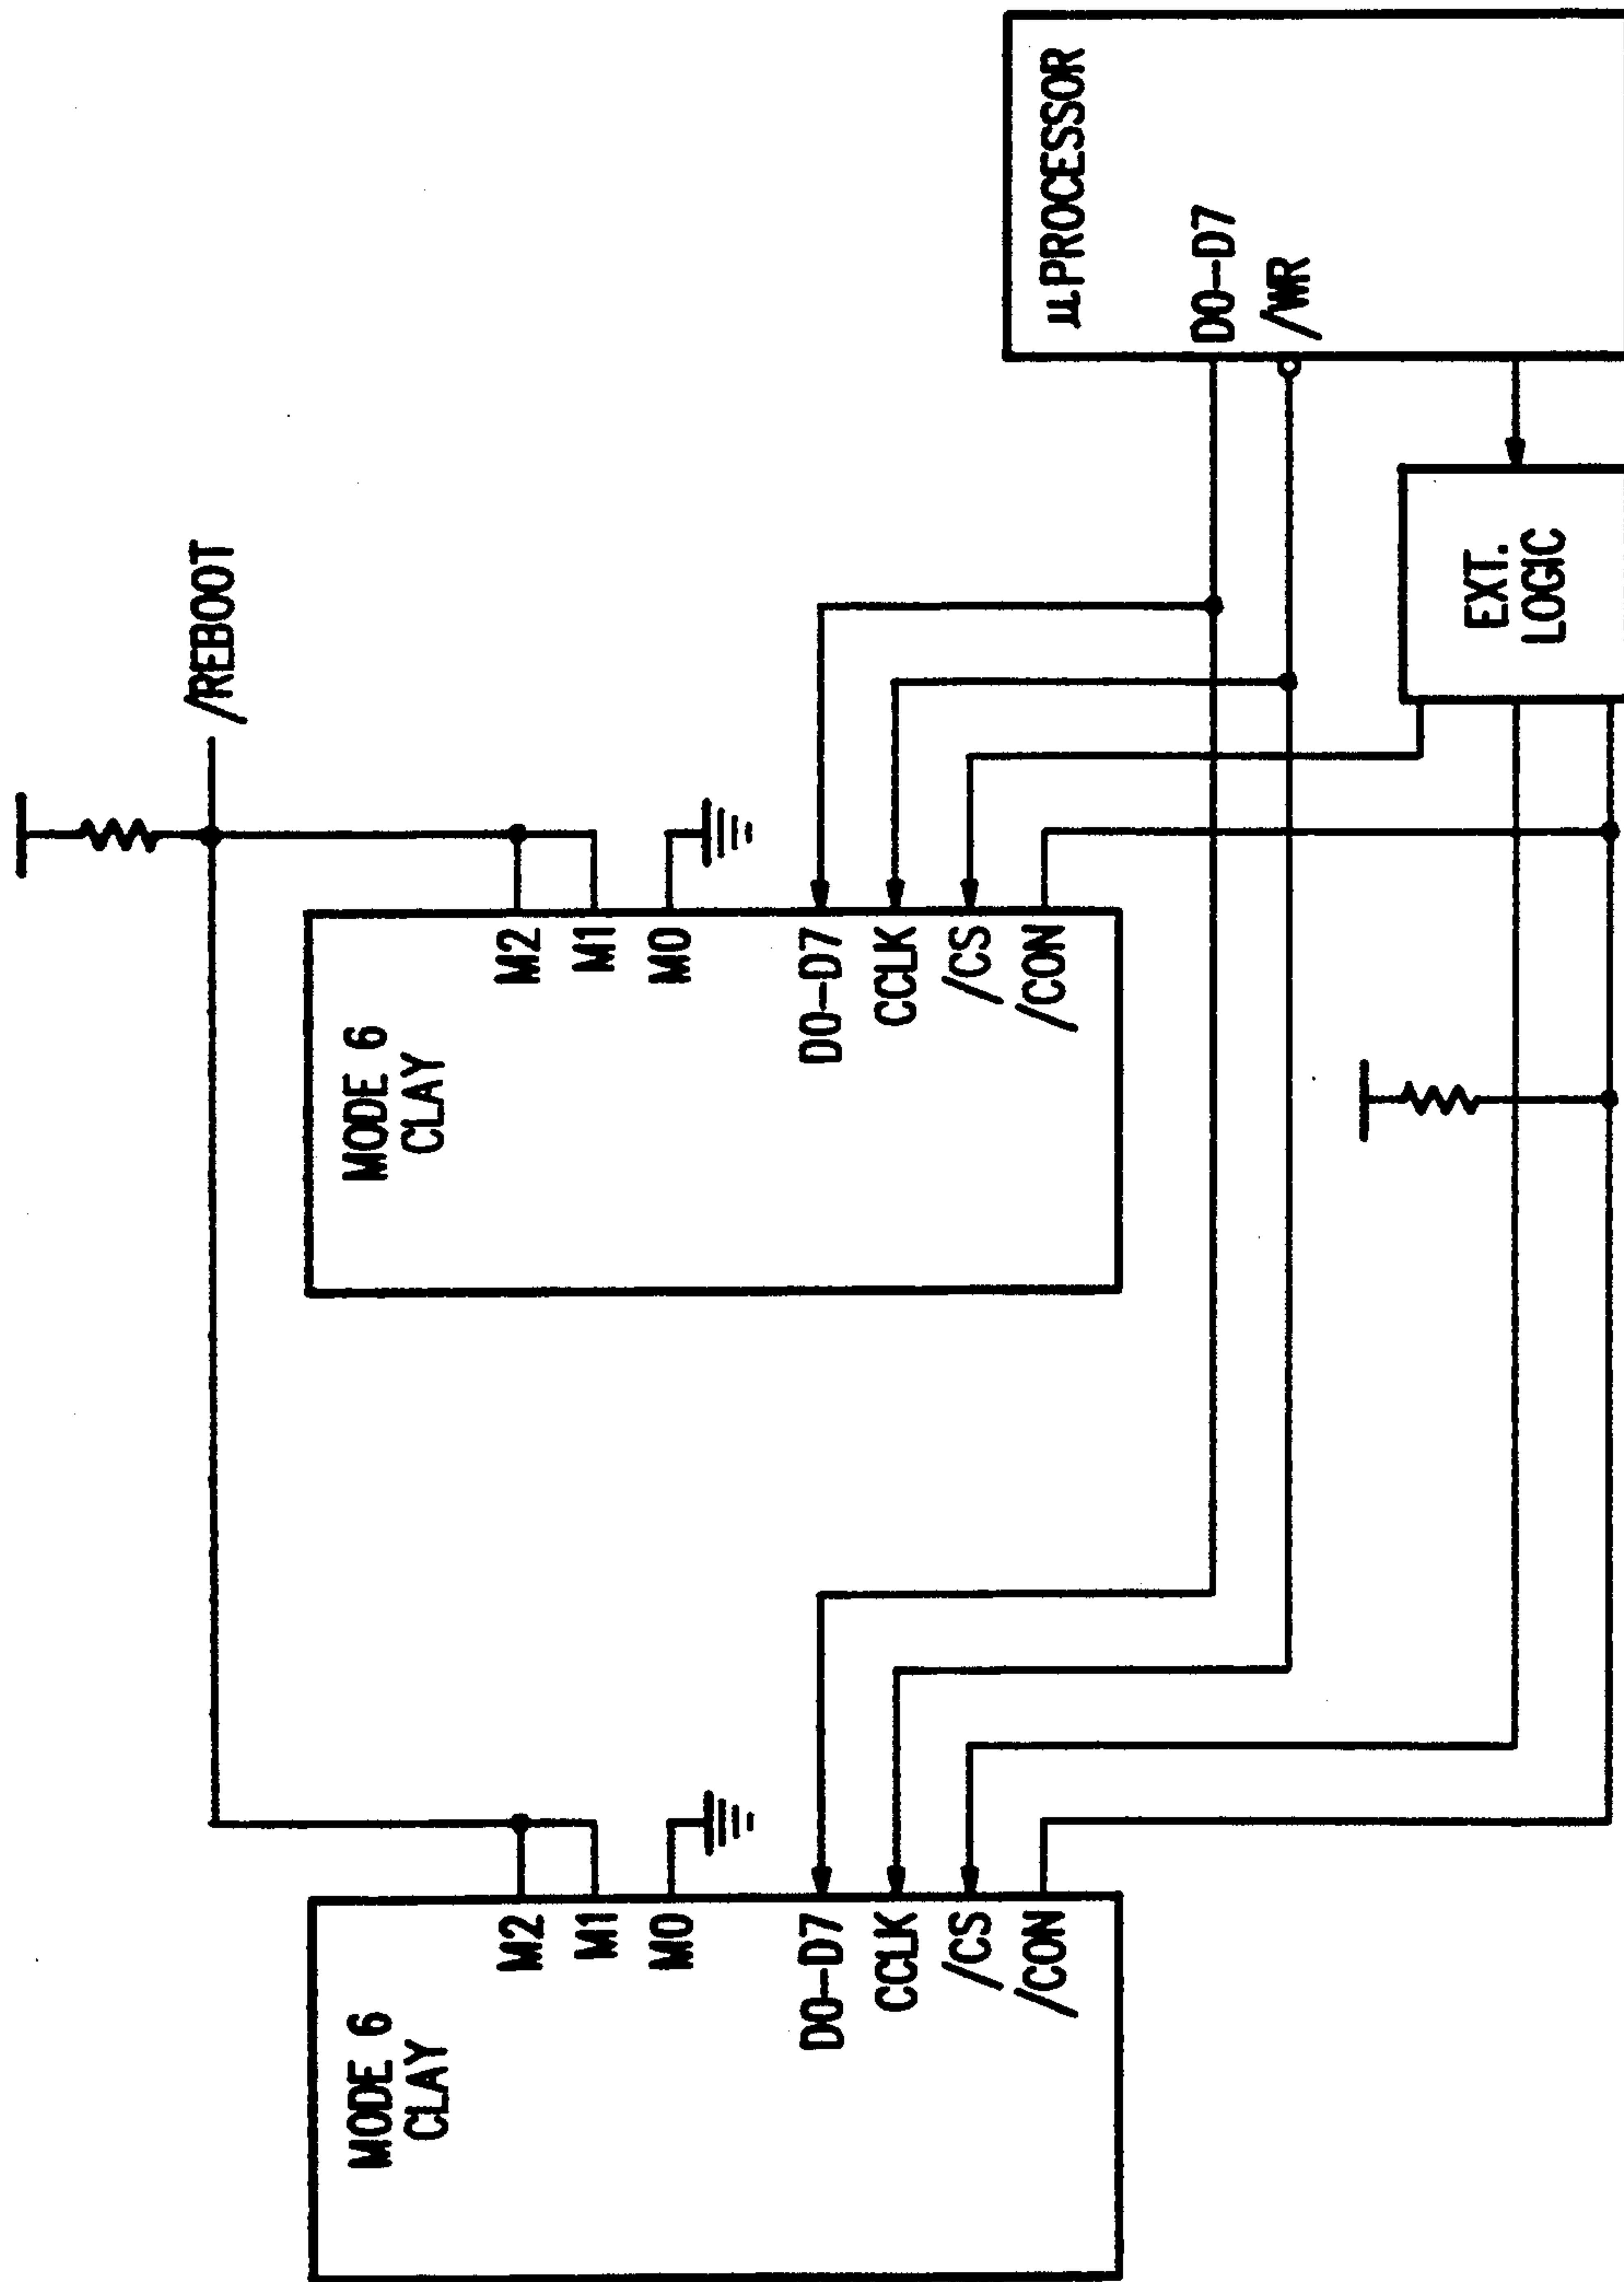 /REBOOT
MODE 6
CLAY
M2
M1
M0
D0-D7
CCLK
/CS
/CON
MODE 6
CLAY
M2
M1
M0
D0-D7
CCLK
/CS
/CON
µPROCESSOR
D0-D7
/WR
EXT.
LOGIC